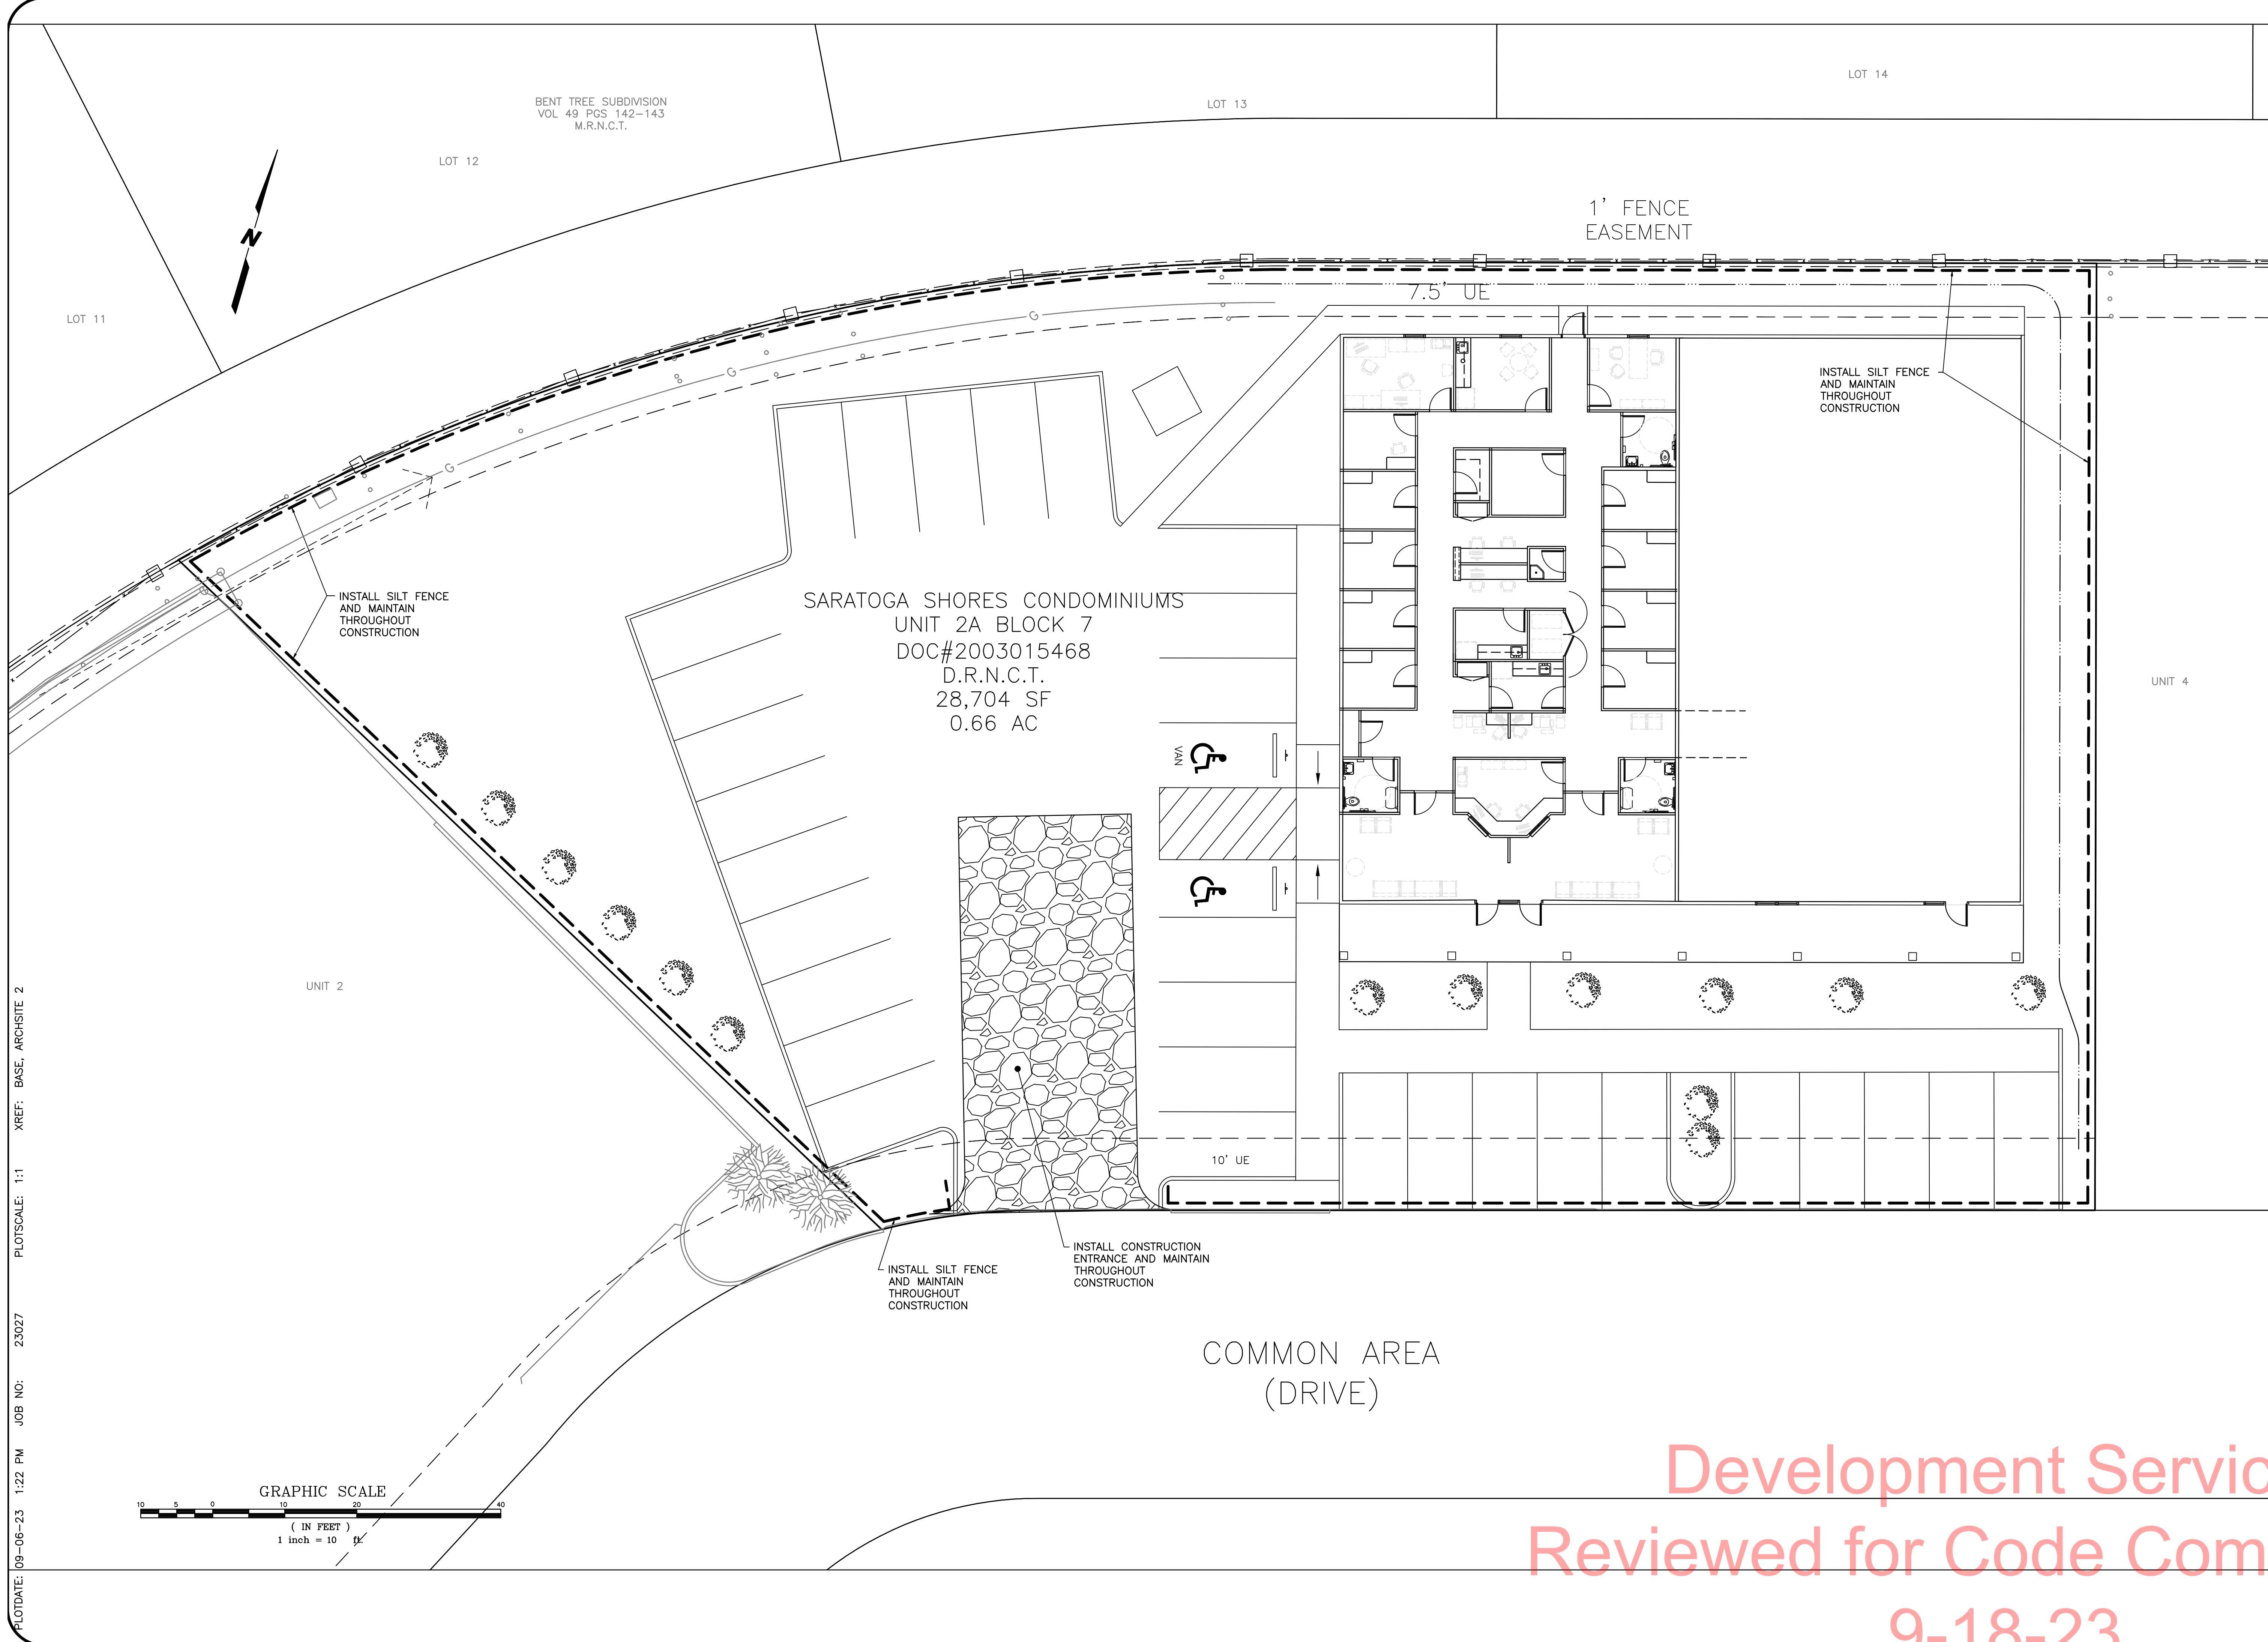 LOT 14
BENT TREE SUBDIVISION
VOL 49 PGS 142-143
M.R.N.C.T.
LOT 13
LOT 12
1' FENCE
EASEMENT
N
7.5' UE
LOT 11
G
G
G
INSTALL SILT FENCE
AND MAINTAIN
THROUGHOUT
CONSTRUCTION
INSTALL SILT FENCE
AND MAINTAIN
THROUGHOUT
CONSTRUCTION
SARATOGA SHORES CONDOMINIUMS
UNIT 2A BLOCK 7
DOC#2003015468
D.R.N.C.T.
28,704 SF
0.66 AC
UNIT 4
VAN
UNIT 2
10' UE
INSTALL CONSTRUCTION
ENTRANCE AND MAINTAIN
THROUGHOUT
CONSTRUCTION
INSTALL SILT FENCE
AND MAINTAIN
THROUGHOUT
CONSTRUCTION
COMMON AREA
(DRIVE)
GRAPHIC SCALE
10 5 0 10 20 40
( IN FEET )
1 inch = 10 ft.
PLOTDATE: 09-06-23 1:22 PM JOB NO: 23027 PLOTSCALE: 1:1 XREF: BASE, ARCHSITE 2
Development Servic
Reviewed for Code Com
9-18-23